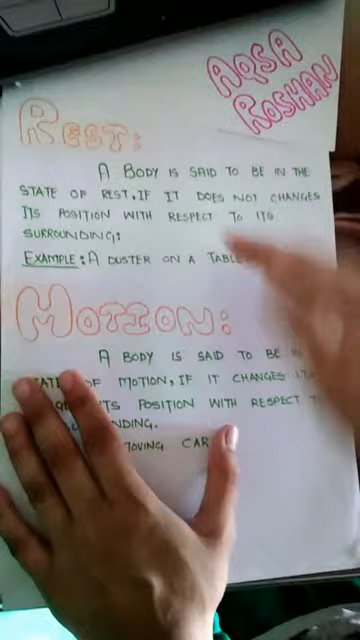 AQSA
ROSHAN
REST:
A BODY IS SAID TO BE IN THE
STATE OF REST, IF IT DOES NOT CHANGES
ITS POSITION WITH RESPECT TO ITS
SURROUNDING:
EXAMPLE: A DUSTER ON A TABLE
MOTION:
A BODY IS SAID TO BE
OF MOTION, IF IT CHANGES
ITS POSITION WITH RESPECT
CAR